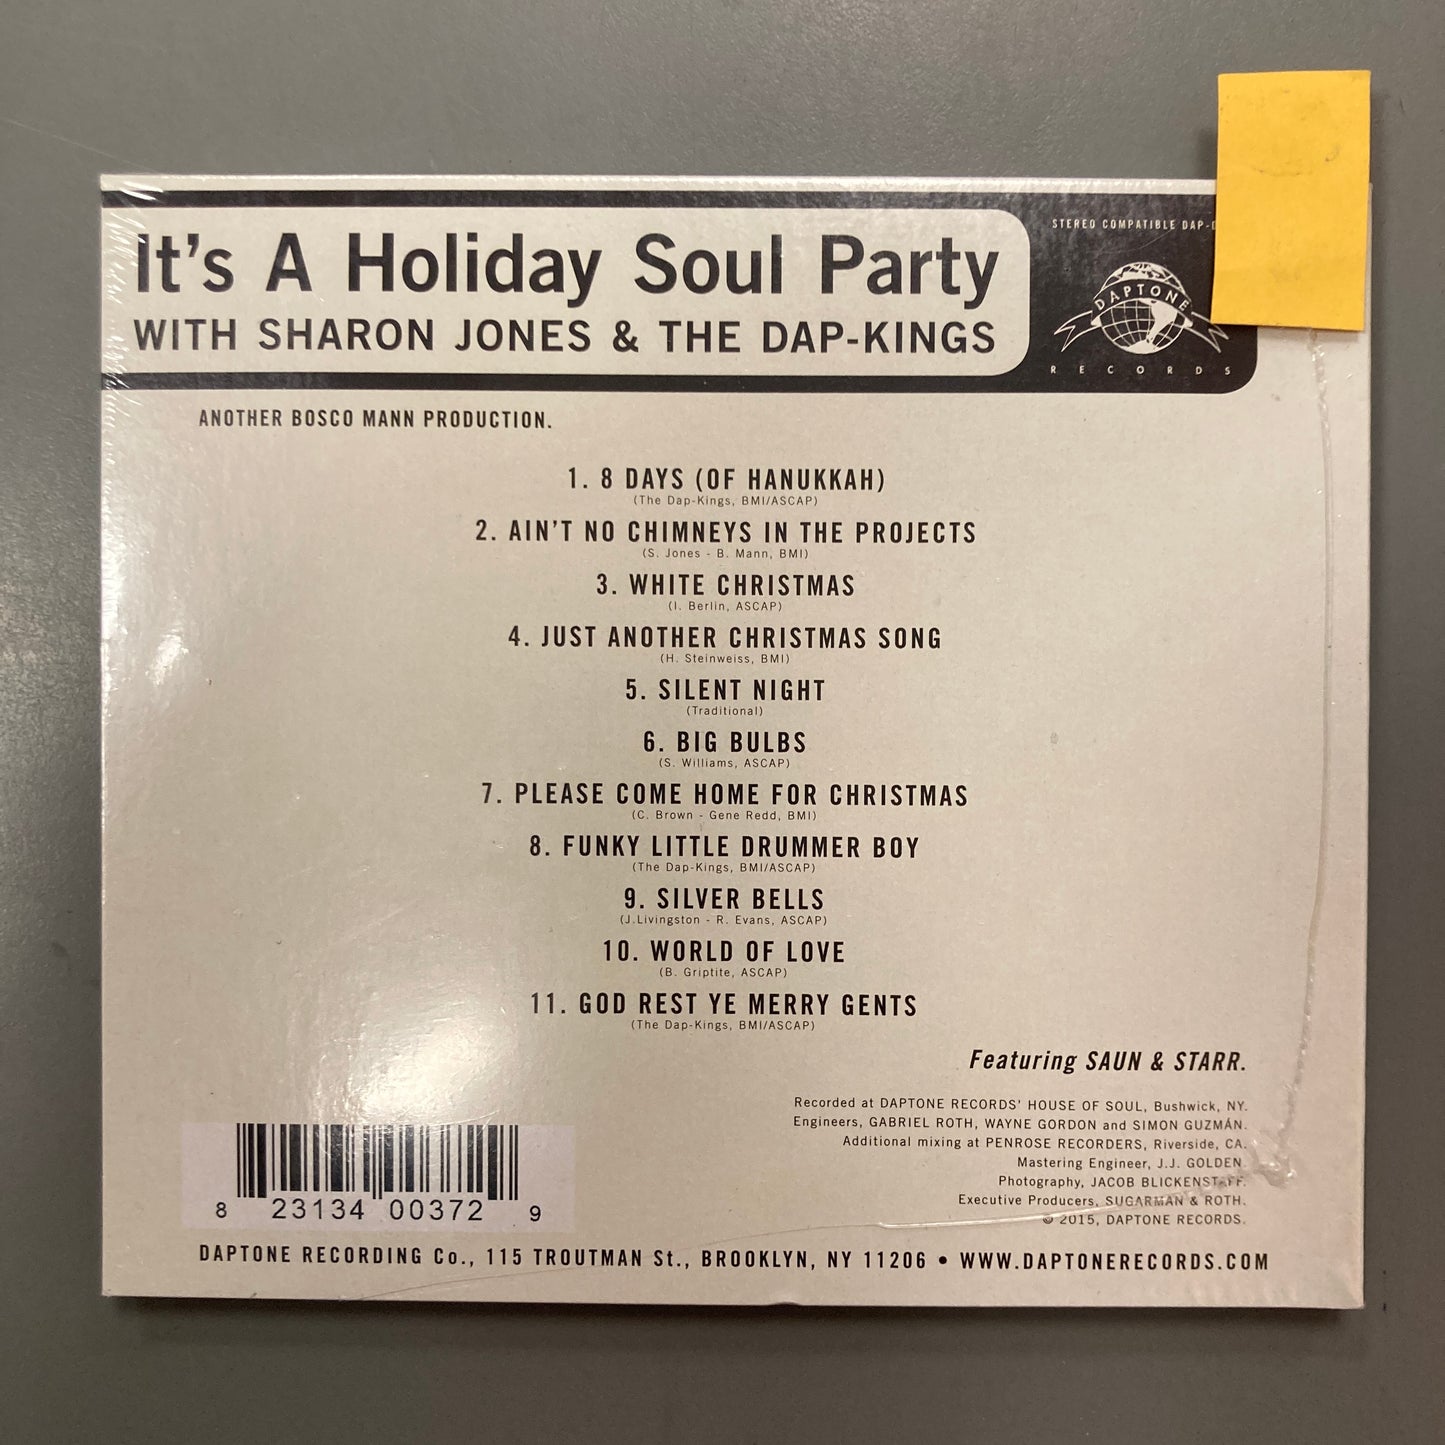 It's A Holiday Soul Party
WITH SHARON JONES & THE DAP-KINGS
STEREO COMPATIBLE
DAPTONE
RECORDS
ANOTHER BOSCO MANN PRODUCTION.
1. 8 DAYS (OF HANUKKAH)
(The Dap-Kings, BMI/ASCAP)
2. AIN'T NO CHIMNEYS IN THE PROJECTS
(S. Jones - B. Mann, BMI)
3. WHITE CHRISTMAS
(I. Berlin, ASCAP)
4. JUST ANOTHER CHRISTMAS SONG
(H. Steinweiss, BMI)
5. SILENT NIGHT
(Traditional)
6. BIG BULBS
(S. Williams, ASCAP)
7. PLEASE COME HOME FOR CHRISTMAS
(C. Brown - Gene Redd, BMI)
8. FUNKY LITTLE DRUMMER BOY
(The Dap-Kings, BMI/ASCAP)
9. SILVER BELLS
(J.Livingston - R. Evans, ASCAP)
10. WORLD OF LOVE
(B. Griptite, ASCAP)
11. GOD REST YE MERRY GENTS
(The Dap-Kings, BMI/ASCAP)
Featuring SAUN & STARR.
Recorded at DAPTONE RECORDS' HOUSE OF SOUL, Bushwick, NY.
Engineers, GABRIEL ROTH, WAYNE GORDON and SIMON GUZMÁN.
Additional mixing at PENROSE RECORDERS, Riverside, CA.
Mastering Engineer, J.J. GOLDEN.
Photography, JACOB BLICKENSTAFF.
Executive Producers, SUGARMAN & ROTH.
© 2015, DAPTONE RECORDS.
8 23134 00372 9
DAPTONE RECORDING Co., 115 TROUTMAN St., BROOKLYN, NY 11206 • WWW.DAPTONERECORDS.COM